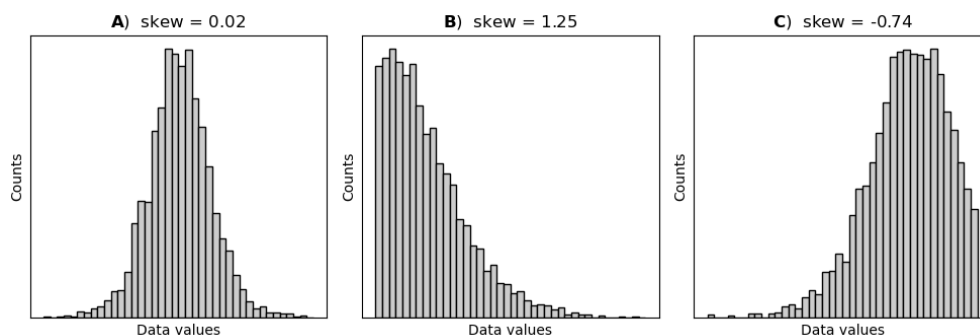 A) skew = 0.02
Counts
Data values
B) skew = 1.25
Counts
Data values
C) skew = -0.74
Counts
Data values